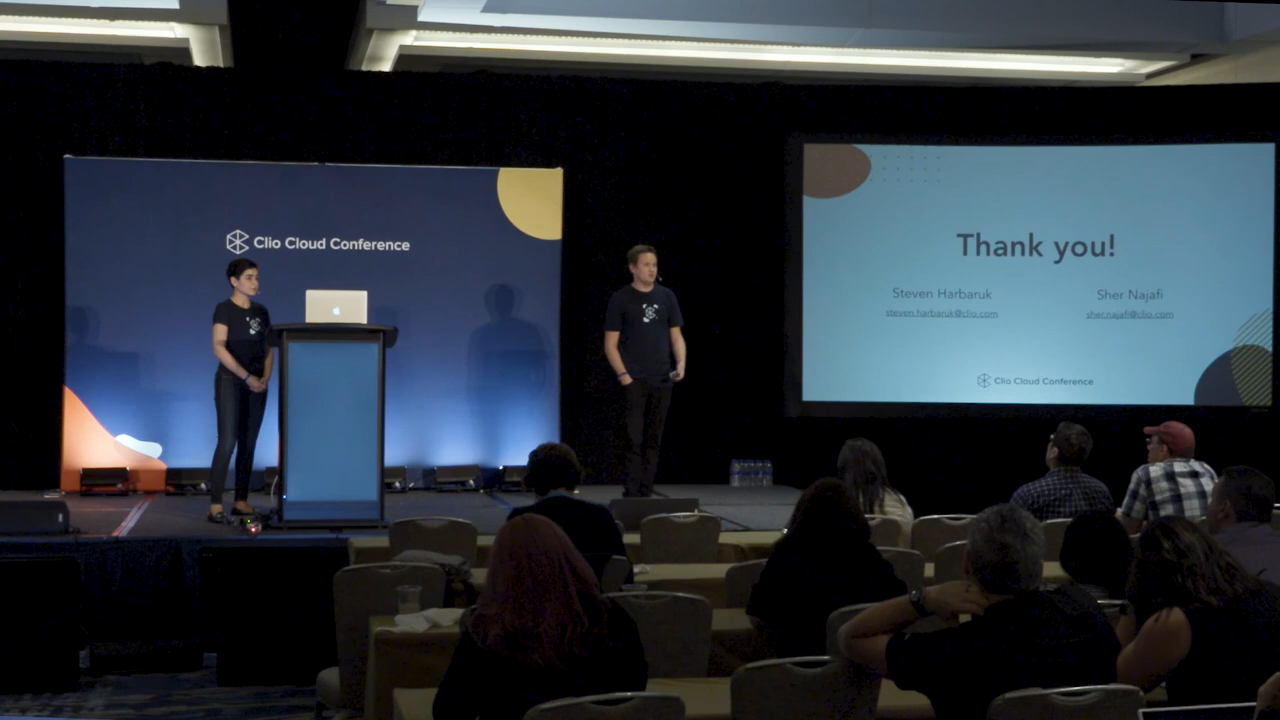 Clio Cloud Conference
Thank you!
Steven Harbaruk
steven.harbaruk@clio.com
Sher Najafi
sher.najafi@clio.com
Clio Cloud Conference